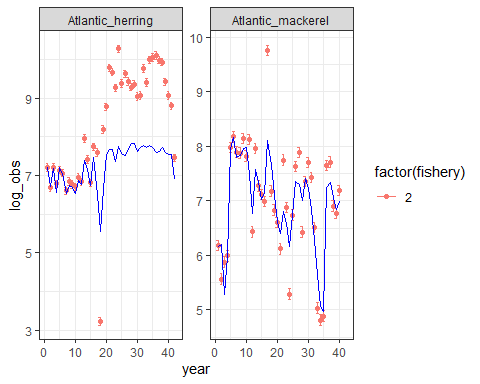 Atlantic_herring
Atlantic_mackerel
log_obs
9
7
5
3
10
9
8
7
6
5
0 10 20 30 40
0 10 20 30 40
year
factor(fishery)
2